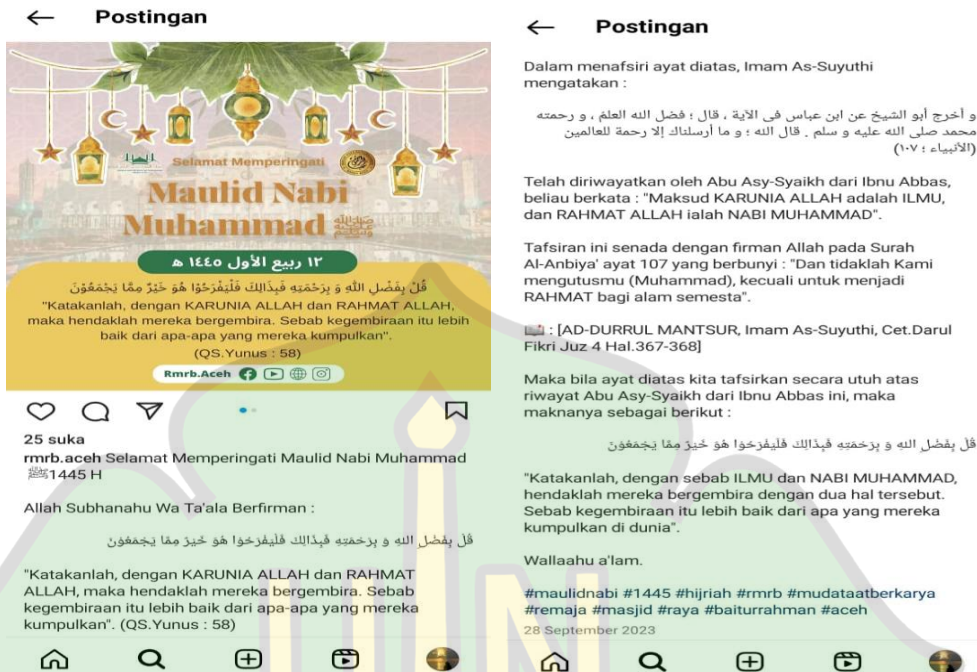 Postingan
Selamat Memperingati
Maulid Nabi
Muhammad ﷺ
١٢ ربيع الأول ١٤٤٥ ه
قُلْ بِفَضْلِ اللّٰهِ وَ بِرَحْمَتِهِ فَبِذَالِكَ فَلْيَفْرَحُوْا هُوَ خَيْرٌ مِمَّا يَجْمَعُوْنَ
"Katakanlah, dengan KARUNIA ALLAH dan RAHMAT ALLAH,
maka hendaklah mereka bergembira. Sebab kegembiraan itu lebih
baik dari apa-apa yang mereka kumpulkan".
(QS.Yunus : 58)
Rmrb.Aceh
25 suka
rmrb.aceh Selamat Memperingati Maulid Nabi Muhammad
ﷺ1445 H
Allah Subhanahu Wa Ta'ala Berfirman :
قُلْ بِفَضْلِ اللهِ وَ بِرَحْمَتِهِ فَبِذَالِكَ فَلْيَفْرَحُوْا هُوَ خَيْرٌ مِمَّا يَجْمَعُوْنَ
"Katakanlah, dengan KARUNIA ALLAH dan RAHMAT
ALLAH, maka hendaklah mereka bergembira. Sebab
kegembiraan itu lebih baik dari apa-apa yang mereka
kumpulkan". (QS.Yunus : 58)
Postingan
Dalam menafsiri ayat diatas, Imam As-Suyuthi
mengatakan :
و أخرج أبو الشيخ عن ابن عباس في الآية ، قال ؛ فضل الله العلم ، و رحمته
محمد صلى الله عليه و سلم . قال الله ؛ و ما أرسلناك إلا رحمة للعالمين
(الأنبياء ؛ ١٠٧)
Telah diriwayatkan oleh Abu Asy-Syaikh dari Ibnu Abbas,
beliau berkata : "Maksud KARUNIA ALLAH adalah ILMU,
dan RAHMAT ALLAH ialah NABI MUHAMMAD".
Tafsiran ini senada dengan firman Allah pada Surah
Al-Anbiya' ayat 107 yang berbunyi : "Dan tidaklah Kami
mengutusmu (Muhammad), kecuali untuk menjadi
RAHMAT bagi alam semesta".
: [AD-DURRUL MANTSUR, Imam As-Suyuthi, Cet.Darul
Fikri Juz 4 Hal.367-368]
Maka bila ayat diatas kita tafsirkan secara utuh atas
riwayat Abu Asy-Syaikh dari Ibnu Abbas ini, maka
maknanya sebagai berikut :
قُلْ بِفَضْلِ اللهِ وَ بِرَحْمَتِهِ فَبِذَالِكَ فَلْيَفْرَحُوْا هُوَ خَيْرٌ مِمَّا يَجْمَعُوْنَ
"Katakanlah, dengan sebab ILMU dan NABI MUHAMMAD,
hendaklah mereka bergembira dengan dua hal tersebut.
Sebab kegembiraan itu lebih baik dari apa yang mereka
kumpulkan di dunia".
Wallaahu a'lam.
#maulidnabi #1445 #hijriah #rmrb #mudataatberkarya
#remaja #masjid #raya #baiturrahman #aceh
28 September 2023